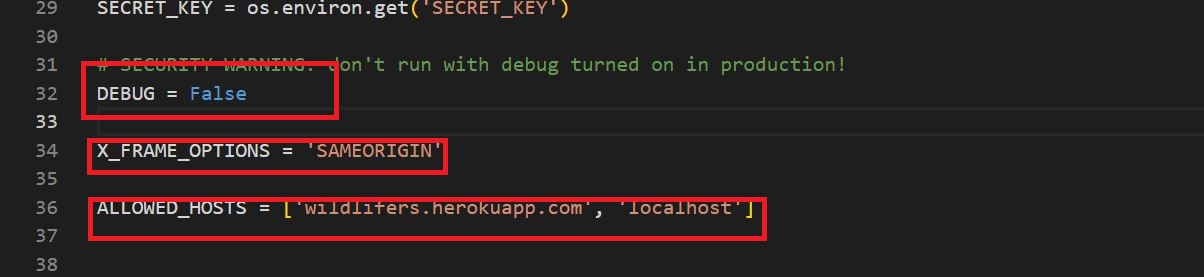 29 SECRET_KEY = os.environ.get('SECRET_KEY')
30
31 # SECURITY WARNING: don't run with debug turned on in production!
32 DEBUG = False
33
34 X_FRAME_OPTIONS = 'SAMEORIGIN'
35
36 ALLOWED_HOSTS = ['wildlifers.herokuapp.com', 'localhost']
37
38